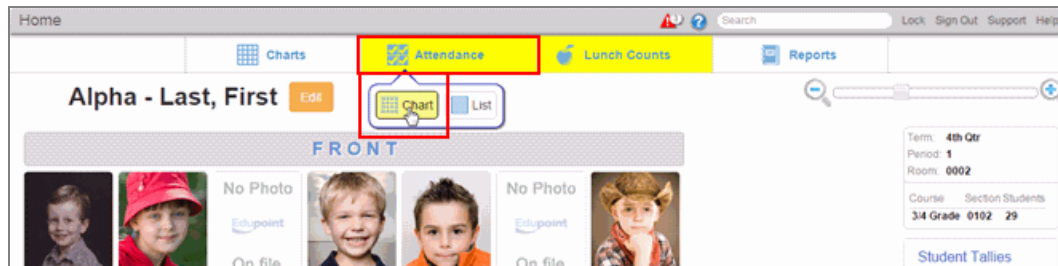 Home
Search
Lock Sign Out Support Help
Charts
Attendance
Lunch Counts
Reports
Alpha - Last, First
Edit
Chart
List
FRONT
Term: 4th Qtr
Period: 1
Room: 0002
Course Section Students
3/4 Grade 0102 29
Student Tallies
No Photo
Edupoint
On file
No Photo
Edupoint
On file